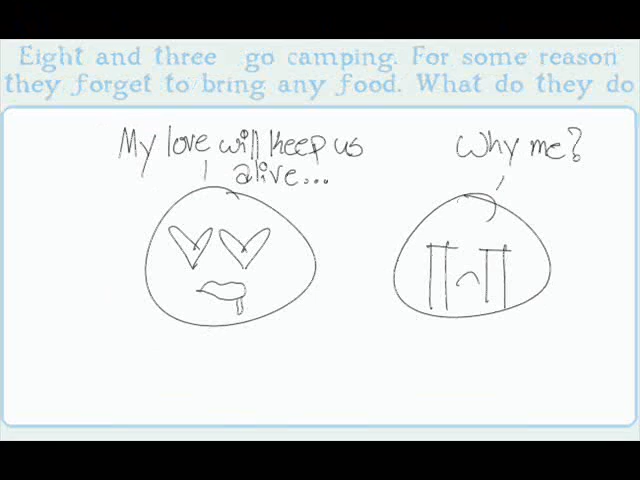 Eight and three go camping. For some reason
they forget to bring any food. What do they do
My love will keep us
alive...
Why me?